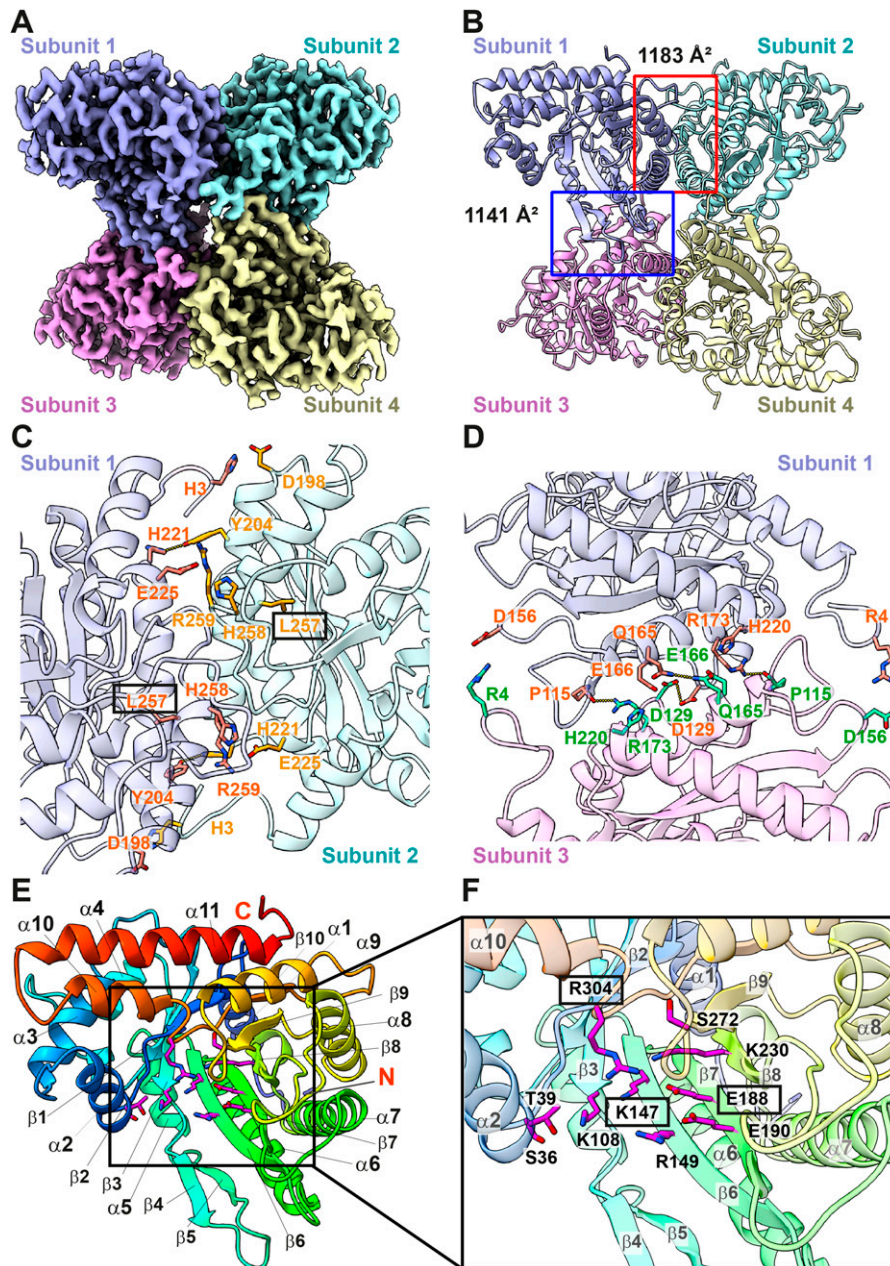 A
Subunit 1
Subunit 2
Subunit 3
Subunit 4
B
Subunit 1
1183 Å²
Subunit 2
1141 Å²
Subunit 3
Subunit 4
C
Subunit 1
H3
D198
Y204
H221
E225
R259
H258
L257
L257
H258
H221
E225
Y204
R259
D198
H3
Subunit 2
D
Subunit 1
D156
R173
H220
R4
Q165
E166
E166
R4
P115
P115
D129
Q165
D129
H220
R173
D156
Subunit 3
E
α4
α11
C
α1
α10
β10
α9
β9
α3
α8
β8
N
β1
α2
α7
β7
β2
β3
α6
α5
β4
β5
β6
F
α10
β2
α1
β9
R304
S272
α8
K230
β3
β7
β8
T39
K147
E188
α2
K108
E190
α7
S36
R149
α6
β6
β4
β5